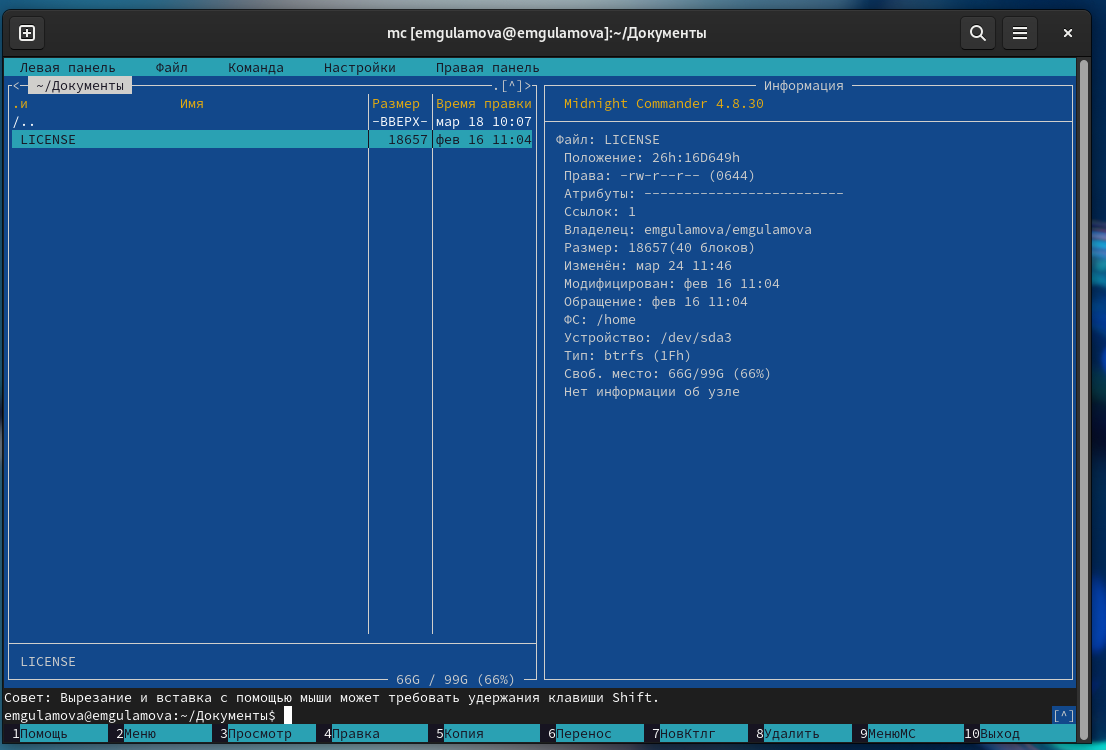 mc [emgulamova@emgulamova]:~/Документы
Левая панель Файл Команда Настройки Правая панель
<─ ~/Документы .[^]>
.и Имя Размер Время правки
/.. -ВВЕРХ- мар 18 10:07
LICENSE 18657 фев 16 11:04
LICENSE
66G / 99G (66%)
Информация
Midnight Commander 4.8.30
Файл: LICENSE
Положение: 26h:16D649h
Права: -rw-r--r-- (0644)
Атрибуты: -------------------------
Ссылок: 1
Владелец: emgulamova/emgulamova
Размер: 18657(40 блоков)
Изменён: мар 24 11:46
Модифицирован: фев 16 11:04
Обращение: фев 16 11:04
ФС: /home
Устройство: /dev/sda3
Тип: btrfs (1Fh)
Своб. место: 66G/99G (66%)
Нет информации об узле
Совет: Вырезание и вставка с помощью мыши может требовать удержания клавиши Shift.
emgulamova@emgulamova:~/Документы$ [^]
1Помощь 2Меню 3Просмотр 4Правка 5Копия 6Перенос 7НовКтлг 8Удалить 9МенюMC 10Выход